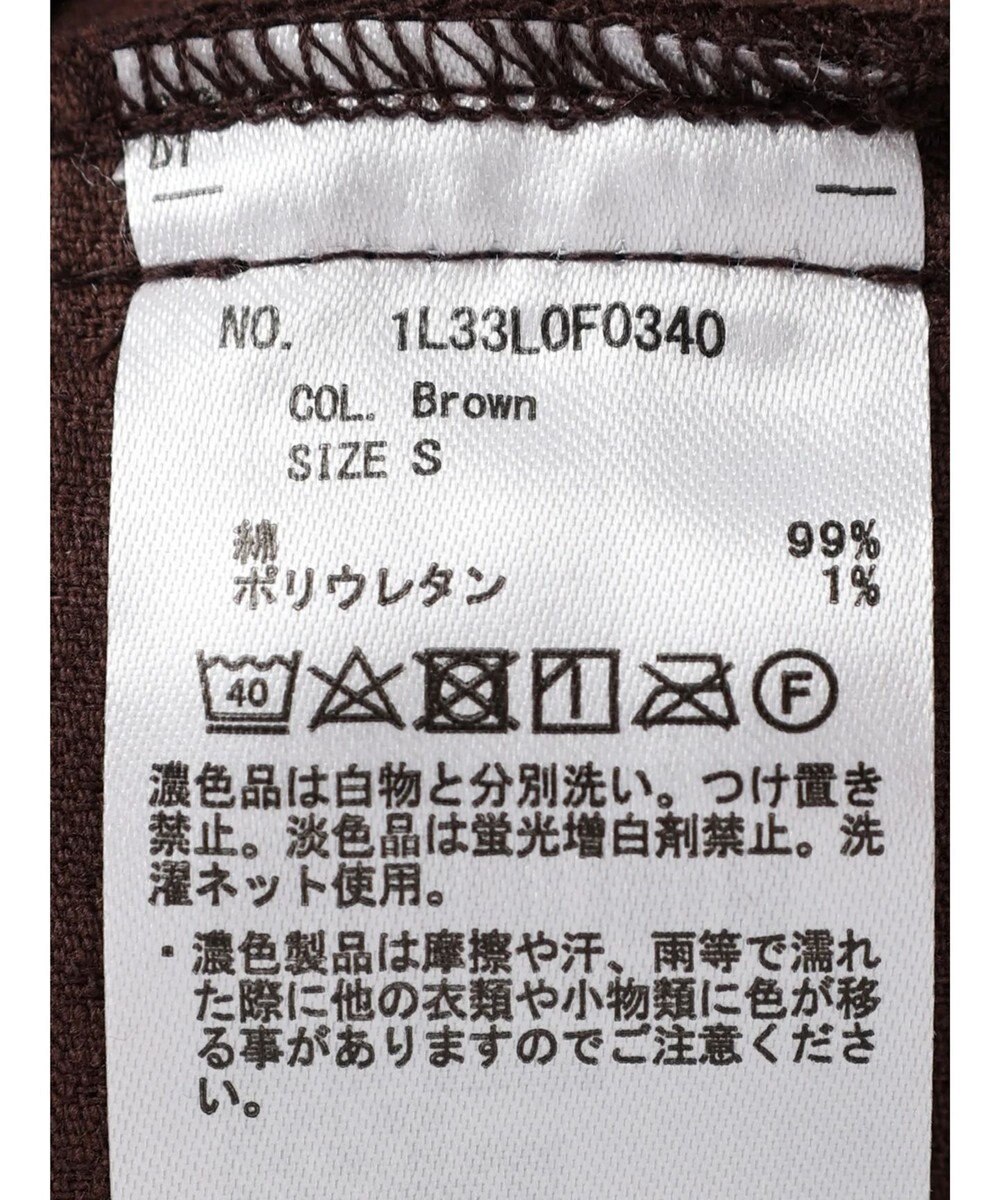 NO. 1L33L0F0340
COL. Brown
SIZE S
綿 99%
ポリウレタン 1%
40 F
濃色品は白物と分別洗い。つけ置き
禁止。淡色品は蛍光増白剤禁止。洗
濯ネット使用。
・濃色製品は摩擦や汗、雨等で濡れ
た際に他の衣類や小物類に色が移
る事がありますのでご注意くださ
い。